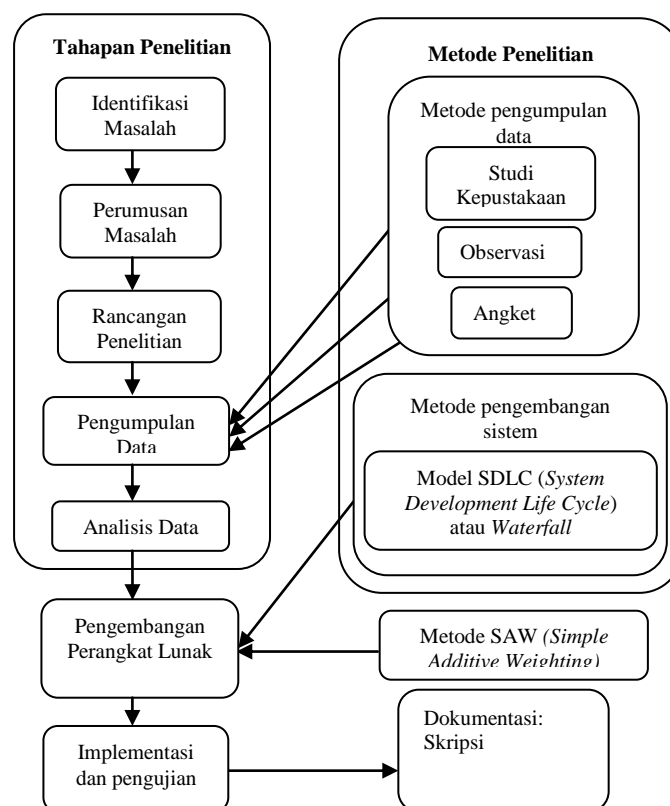 Tahapan Penelitian
Identifikasi
Masalah
Perumusan
Masalah
Rancangan
Penelitian
Pengumpulan
Data
Analisis Data
Pengembangan
Perangkat Lunak
Implementasi
dan pengujian
Metode Penelitian
Metode pengumpulan
data
Studi
Kepustakaan
Observasi
Angket
Metode pengembangan
sistem
Model SDLC (System
Development Life Cycle)
atau Waterfall
Metode SAW (Simple
Additive Weighting)
Dokumentasi:
Skripsi